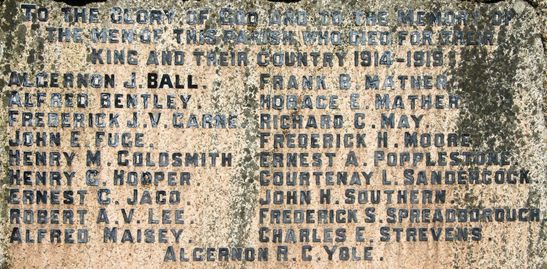 TO THE GLORY OF GOD AND TO THE MEMORY OF
THE MEN OF THIS PARISH WHO DIED FOR THEIR
KING AND THEIR COUNTRY 1914-1919.
ALGERNON J. BALL. FRANK B. MATHER.
ALFRED BENTLEY. HORACE E. MATHER.
FREDERICK J. V. CARNE. RICHARD C. MAY.
JOHN E. FUGE. FREDERICK H. MOORE.
HENRY M. GOLDSMITH. ERNEST A. POPPLESTONE.
HENRY C. HOOPER. COURTENAY L. SANDERCOCK.
ERNEST C. JAGO. JOHN H. SOUTHERN.
ROBERT A. V. LEE. FREDERICK S. SPREADBOROUGH.
ALFRED MAISEY. CHARLES E. STREVENS.
ALGERNON R. C. YBLE.